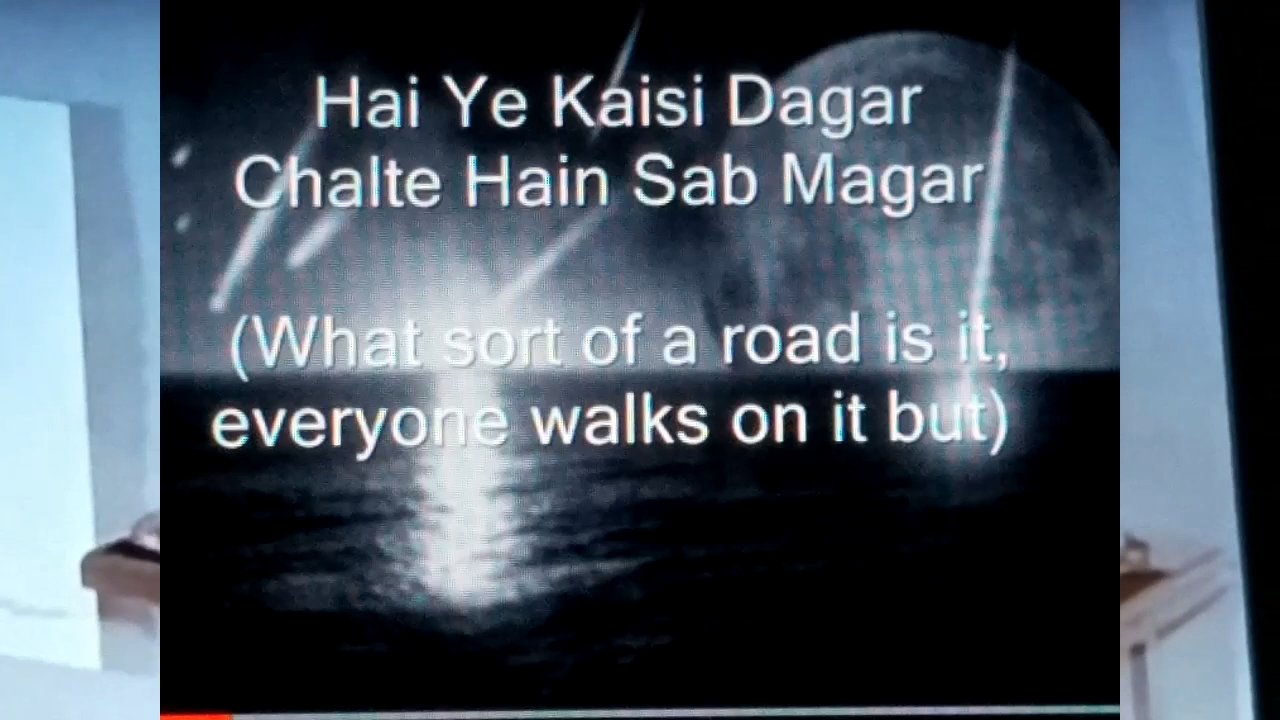 Hai Ye Kaisi Dagar
Chalte Hain Sab Magar
(What sort of a road is it,
everyone walks on it but)